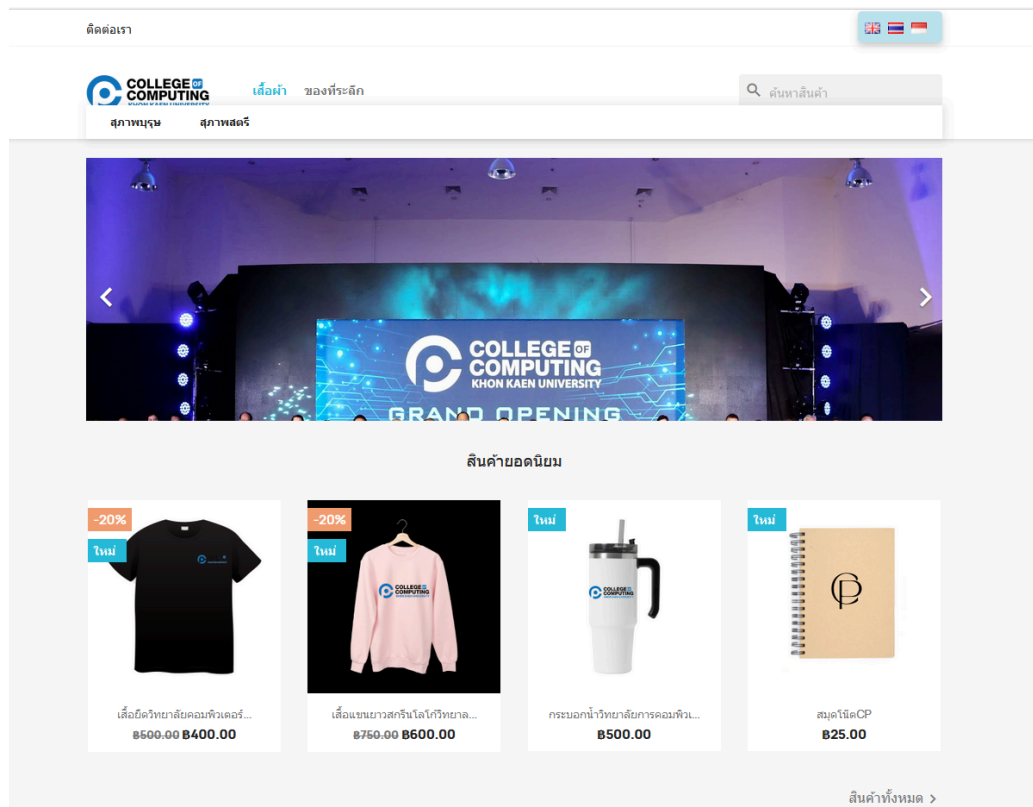 ติดต่อเรา
COLLEGE OF
COMPUTING
KHON KAEN UNIVERSITY
เสื้อผ้า ของที่ระลึก
ค้นหาสินค้า
สุภาพบุรุษ สุภาพสตรี
COLLEGE OF
COMPUTING
KHON KAEN UNIVERSITY
GRAND OPENING
สินค้ายอดนิยม
-20%
ใหม่
เสื้อยืดวิทยาลัยคอมพิวเตอร์...
฿500.00 ฿400.00
-20%
ใหม่
COLLEGE OF
COMPUTING
เสื้อแขนยาวสกรีนโลโก้วิทยาล...
฿750.00 ฿600.00
ใหม่
COLLEGE OF
COMPUTING
กระบอกน้ำวิทยาลัยการคอมพิวเ...
฿500.00
ใหม่
CP
สมุดโน๊ตCP
฿25.00
สินค้าทั้งหมด